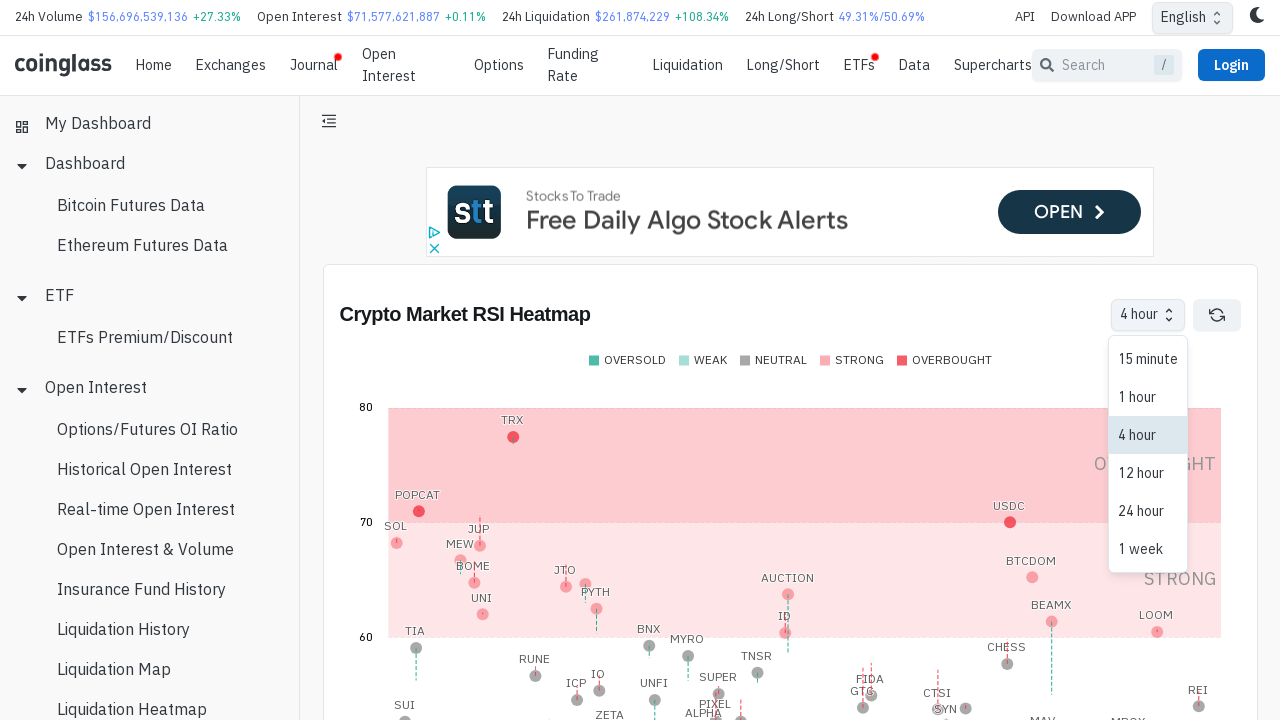 24h Volume $156,696,539,136 +27.33% Open Interest $71,577,621,887 +0.11% 24h Liquidation $261,874,229 +108.34% 24h Long/Short 49.31%/50.69% API Download APP English
coinglass Home Exchanges Journal Open Interest Options Funding Rate Liquidation Long/Short ETFs Data Supercharts Search / Login
My Dashboard
Dashboard
Bitcoin Futures Data
Ethereum Futures Data
ETF
ETFs Premium/Discount
Open Interest
Options/Futures OI Ratio
Historical Open Interest
Real-time Open Interest
Open Interest & Volume
Insurance Fund History
Liquidation History
Liquidation Map
Liquidation Heatmap
stt
StocksToTrade
Free Daily Algo Stock Alerts
OPEN
Crypto Market RSI Heatmap
4 hour
15 minute
1 hour
4 hour
12 hour
24 hour
1 week
OVERSOLD WEAK NEUTRAL STRONG OVERBOUGHT
80
TRX
POPCAT
USDC
70
SOL
JUP
MEW
BOME
JTO
BTCDOM
STRONG
AUCTION
PYTH
UNI
BEAMX
ID
LOOM
60
TIA
BNX
MYRO
CHESS
RUNE
TNSR
ICP
IO
UNFI
SUPER
FIDA
GTC
CTSI
REI
SUI
PIXEL
ALPHA
SYN
ZETA